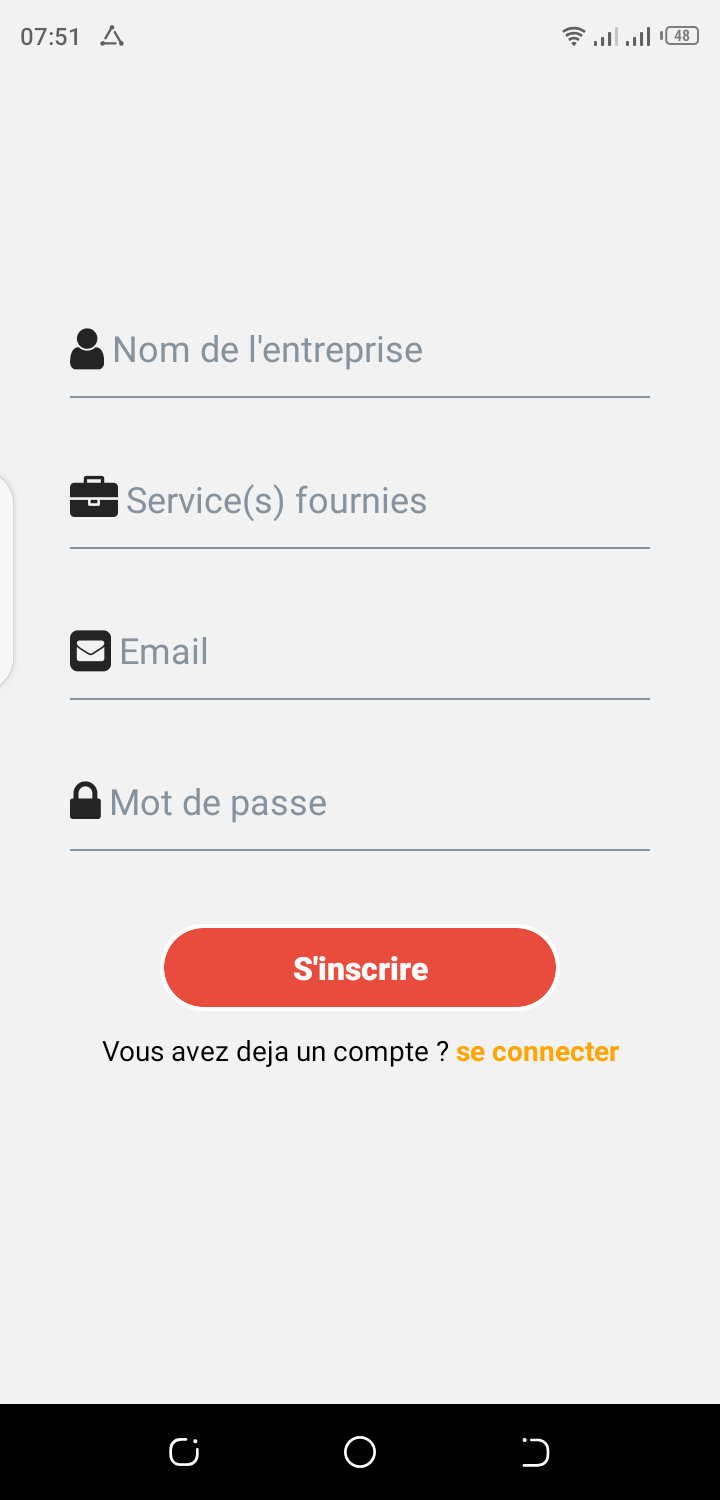 07:51 48
Nom de l'entreprise
Service(s) fournies
Email
Mot de passe
S'inscrire
Vous avez deja un compte ? se connecter